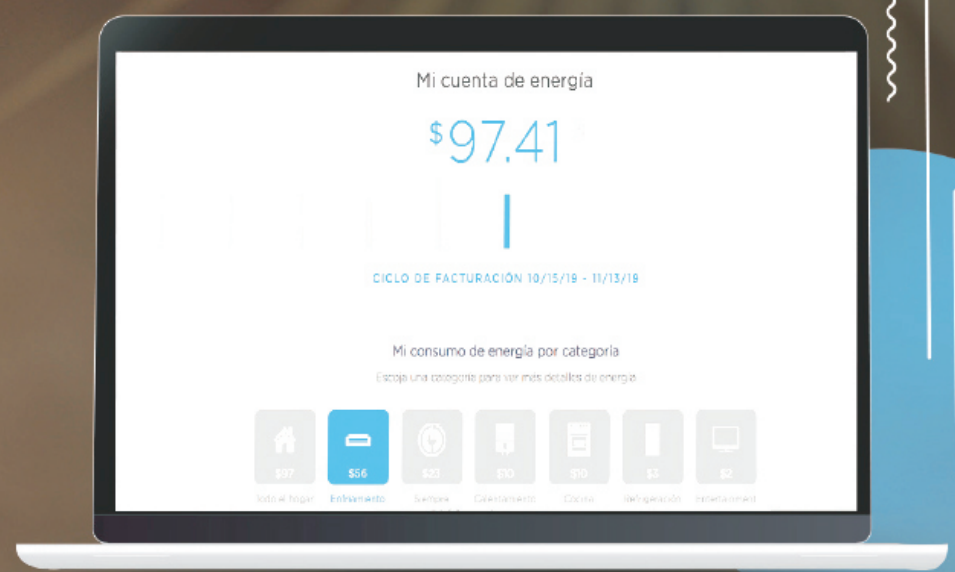 Mi cuenta de energía
$97.41
CICLO DE FACTURACIÓN 10/15/19 - 11/13/19
Mi consumo de energía por categoría
Escoja una categoría para ver más detalles de energía
$97 $56 $23 $10 $10 $3 $2
Todo el hogar Enfriamiento Siempre Calentamiento Cocina Refrigeración Entertainment